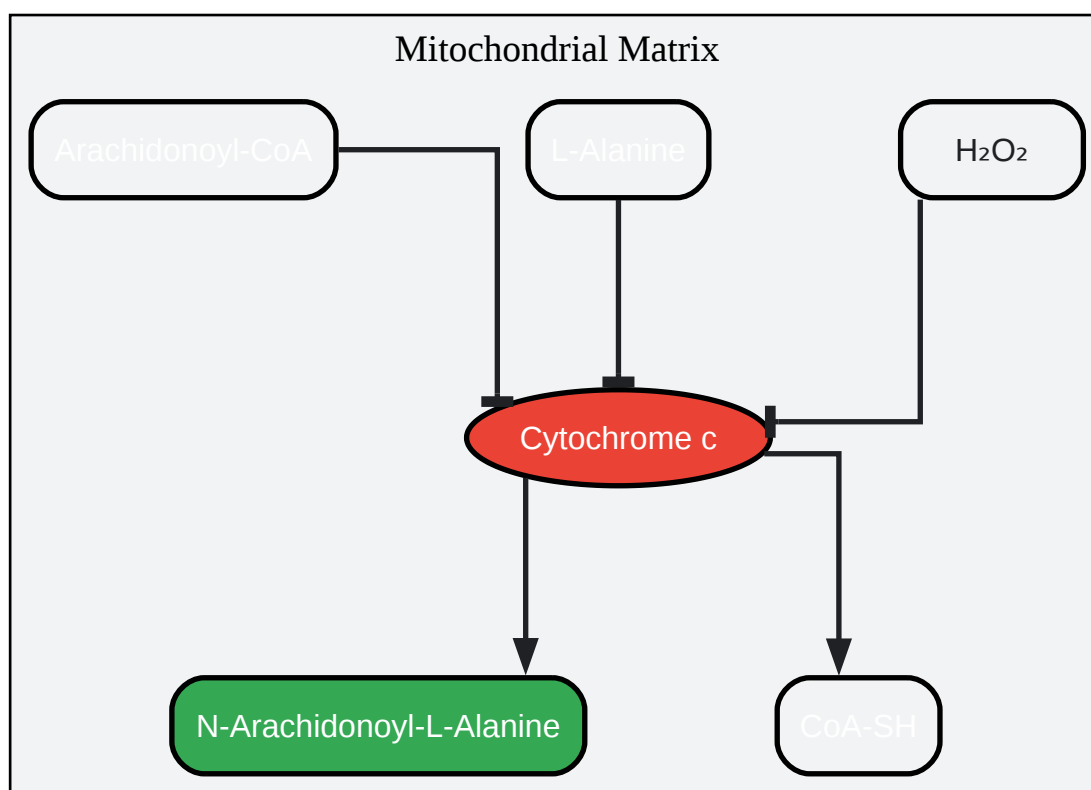 Mitochondrial Matrix
Arachidonoyl-CoA
L-Alanine
H₂O₂
Cytochrome c
N-Arachidonoyl-L-Alanine
CoA-SH